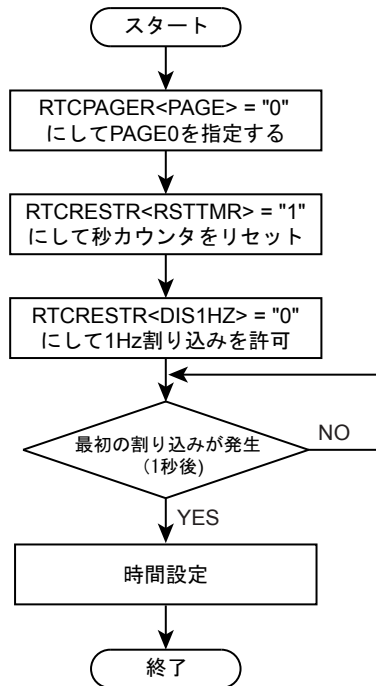 スタート
RTCPAGER<PAGE> = "0"
にしてPAGE0を指定する
RTCRESTR<RSTTMR> = "1"
にして秒カウンタをリセット
RTCRESTR<DIS1HZ> = "0"
にして1Hz割り込みを許可
最初の割り込みが発生
(1秒後)
NO
YES
時間設定
終了